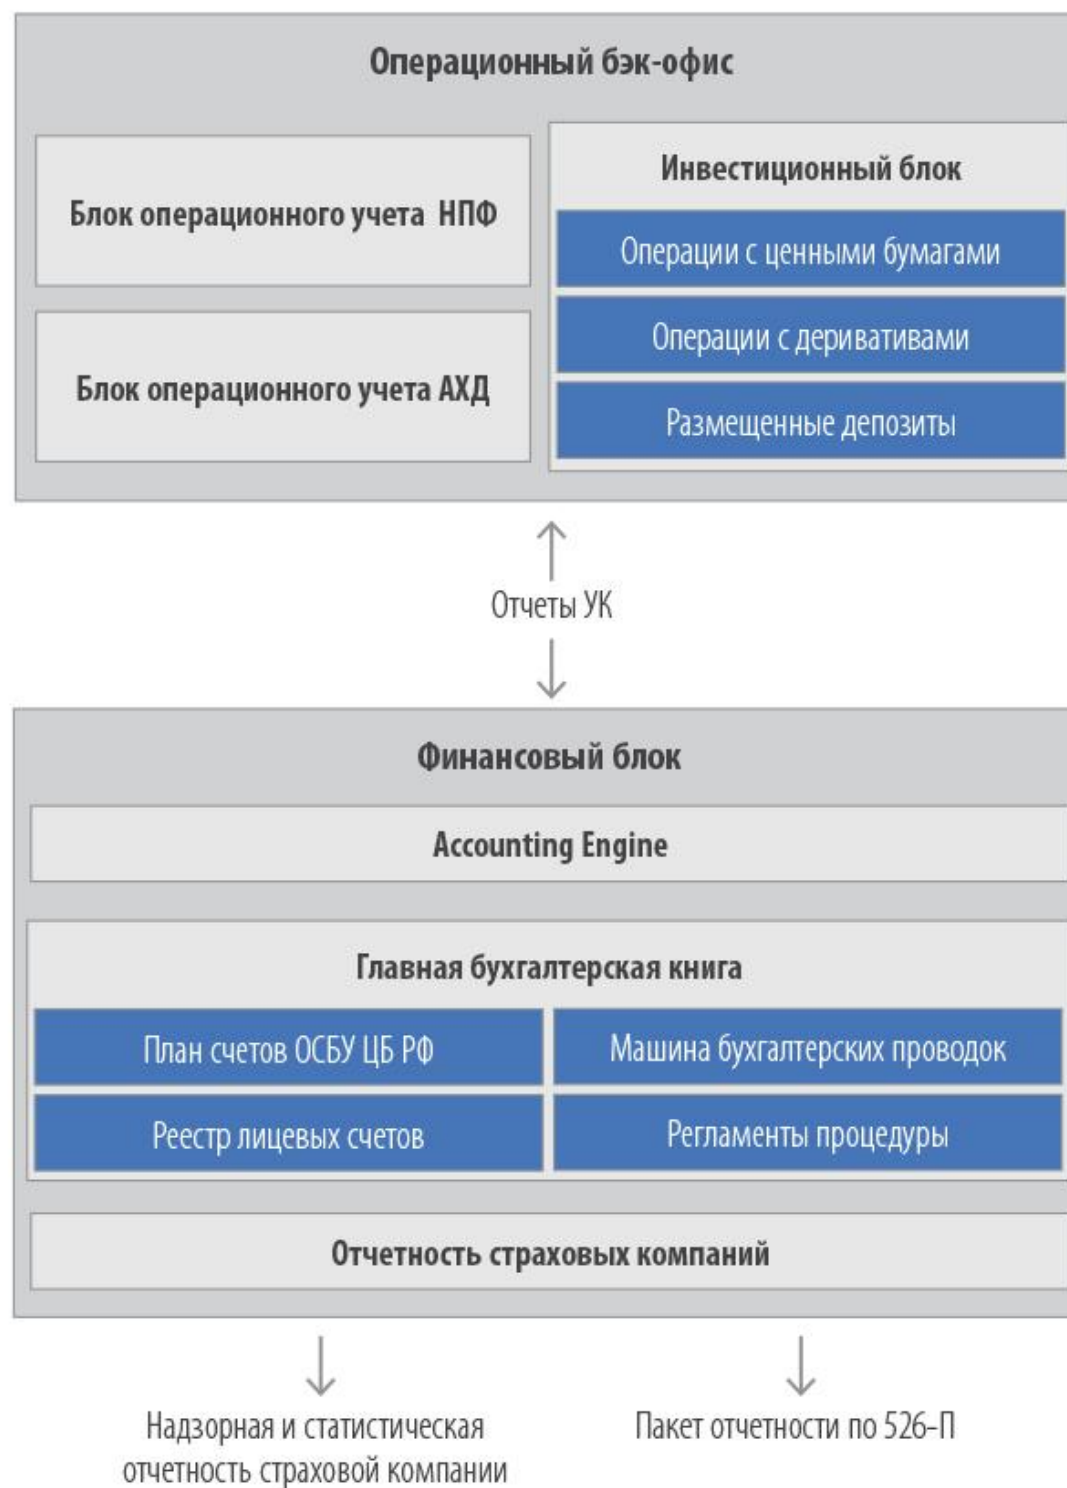 Операционный бэк-офис
Блок операционного учета НПФ
Блок операционного учета АХД
Инвестиционный блок
Операции с ценными бумагами
Операции с деривативами
Размещенные депозиты
Отчеты УК
Финансовый блок
Accounting Engine
Главная бухгалтерская книга
План счетов ОСБУ ЦБ РФ
Машина бухгалтерских проводок
Реестр лицевых счетов
Регламенты процедуры
Отчетность страховых компаний
Надзорная и статистическая
отчетность страховой компании
Пакет отчетности по 526-П